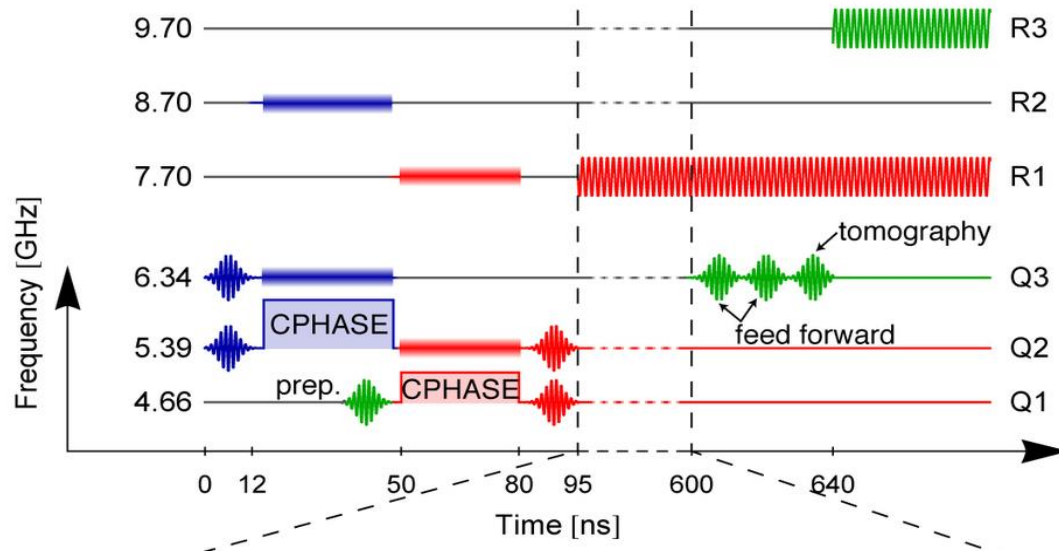 9.70 R3
8.70 R2
7.70 R1
tomography
6.34 Q3
feed forward
CPHASE
5.39 Q2
prep. CPHASE
4.66 Q1
Frequency [GHz]
0 12 50 80 95 600 640
Time [ns]